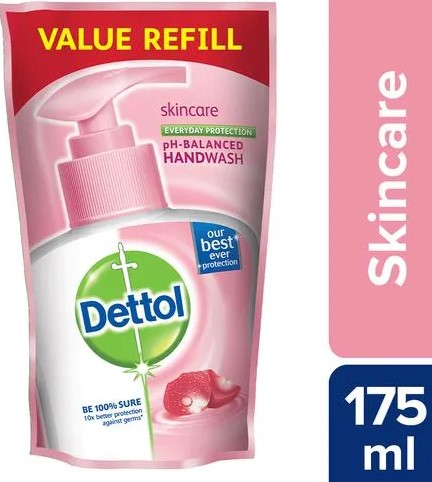 VALUE REFILL
skincare
EVERYDAY PROTECTION
pH-BALANCED
HANDWASH
our
best
ever
protection
Dettol
BE 100% SURE
10x better protection
against germs*
Skincare
175
ml